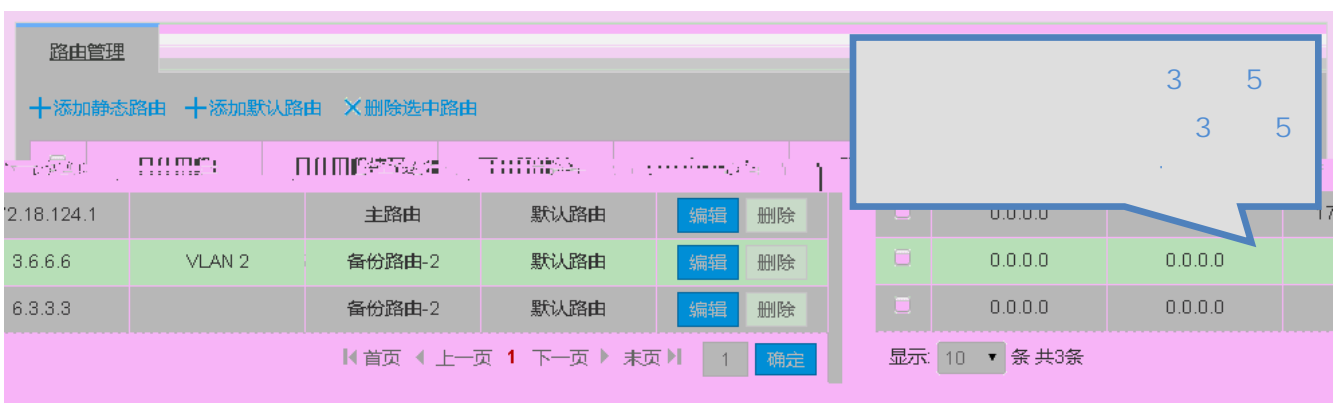 路由管理
3 5
添加静态路由 添加默认路由 删除选中路由
3 5
2.18.124.1 主路由 默认路由 编辑 删除 0.0.0.0 17
3.6.6.6 VLAN 2 备份路由-2 默认路由 编辑 删除 0.0.0.0 0.0.0.0
6.3.3.3 备份路由-2 默认路由 编辑 删除 0.0.0.0 0.0.0.0
首页 上一页 1 下一页 末页 1 确定 显示: 10 条 共3条